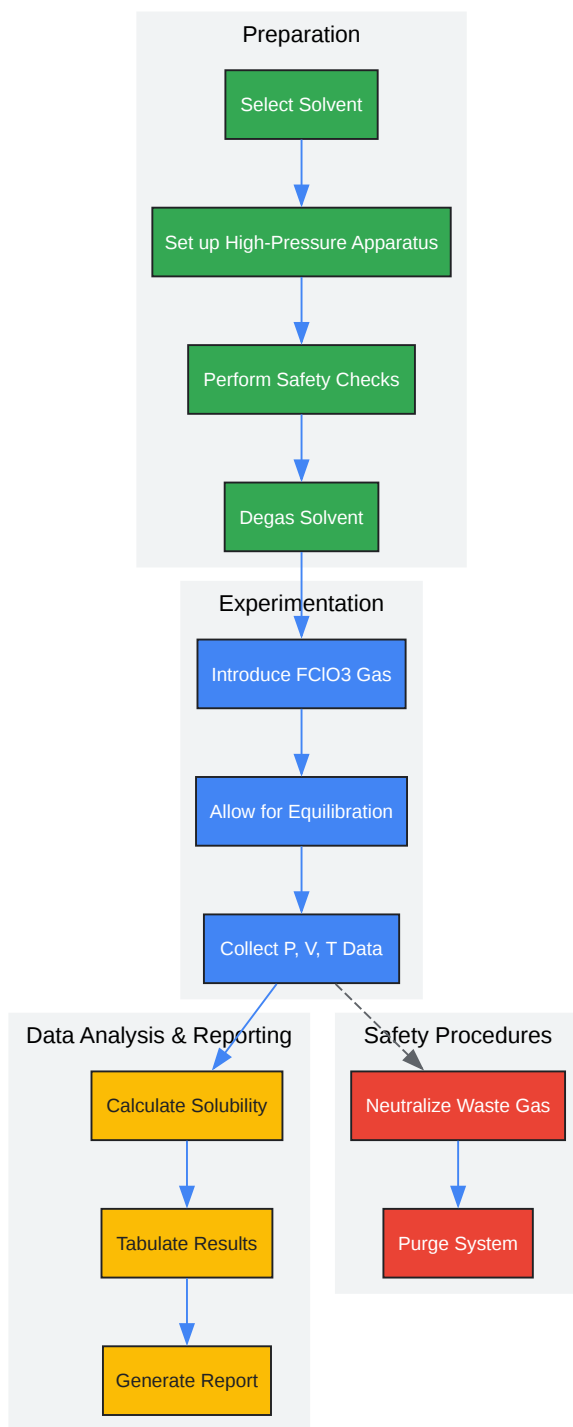 Preparation
Select Solvent
Set up High-Pressure Apparatus
Perform Safety Checks
Degas Solvent
Experimentation
Introduce FClO3 Gas
Allow for Equilibration
Collect P, V, T Data
Data Analysis & Reporting
Calculate Solubility
Tabulate Results
Generate Report
Safety Procedures
Neutralize Waste Gas
Purge System